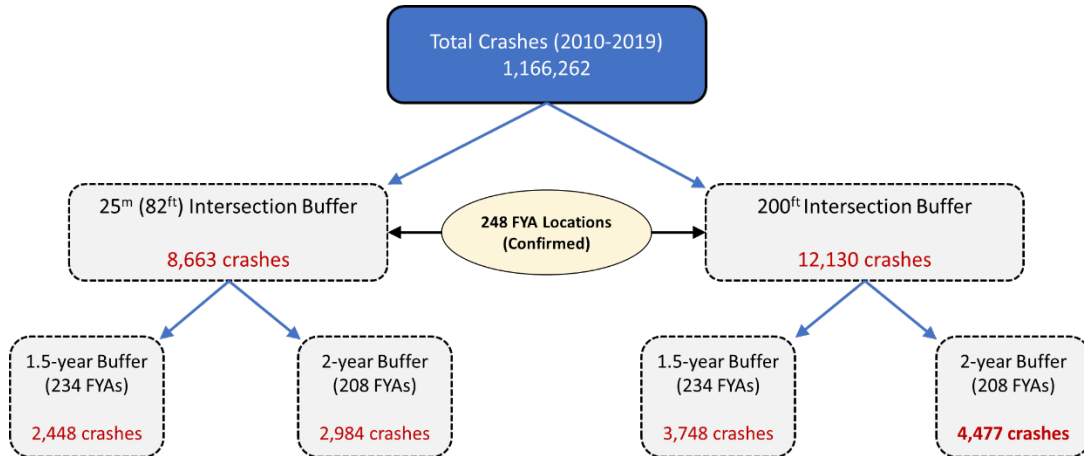 Total Crashes (2010-2019)
1,166,262
25m (82ft) Intersection Buffer
8,663 crashes
248 FYA Locations
(Confirmed)
200ft Intersection Buffer
12,130 crashes
1.5-year Buffer
(234 FYAs)
2,448 crashes
2-year Buffer
(208 FYAs)
2,984 crashes
1.5-year Buffer
(234 FYAs)
3,748 crashes
2-year Buffer
(208 FYAs)
4,477 crashes